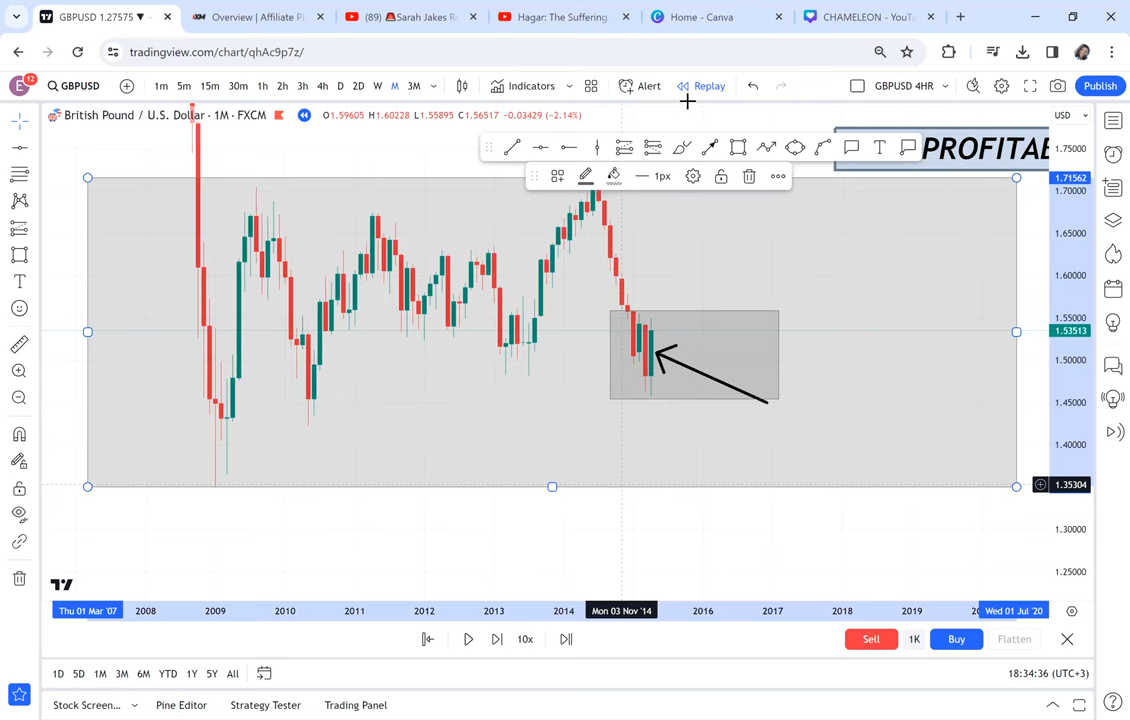 GBPUSD 1.27575 ▼
Overview | Affiliate Pl
(89) 🚨Sarah Jakes Ro
Hagar: The Suffering
Home - Canva
CHAMELEON - YouTu
tradingview.com/chart/qhAc9p7z/
E
12
GBPUSD
1m 5m 15m 30m 1h 2h 3h 4h D 2D W M 3M
Indicators
Alert
Replay
GBPUSD 4HR
Publish
British Pound / U.S. Dollar · 1M · FXCM
O1.59605 H1.60228 L1.55895 C1.56517 -0.03429 (-2.14%)
USD
PROFITAB
1px
1.75000
1.71562
1.70000
1.65000
1.60000
1.55000
1.53513
1.50000
1.45000
1.40000
1.35304
1.30000
1.25000
Thu 01 Mar '07
2008
2009
2010
2011
2012
2013
2014
Mon 03 Nov '14
2016
2017
2018
2019
Wed 01 Jul '20
10x
Sell
1K
Buy
Flatten
1D 5D 1M 3M 6M YTD 1Y 5Y All
18:34:36 (UTC+3)
Stock Screen...
Pine Editor
Strategy Tester
Trading Panel